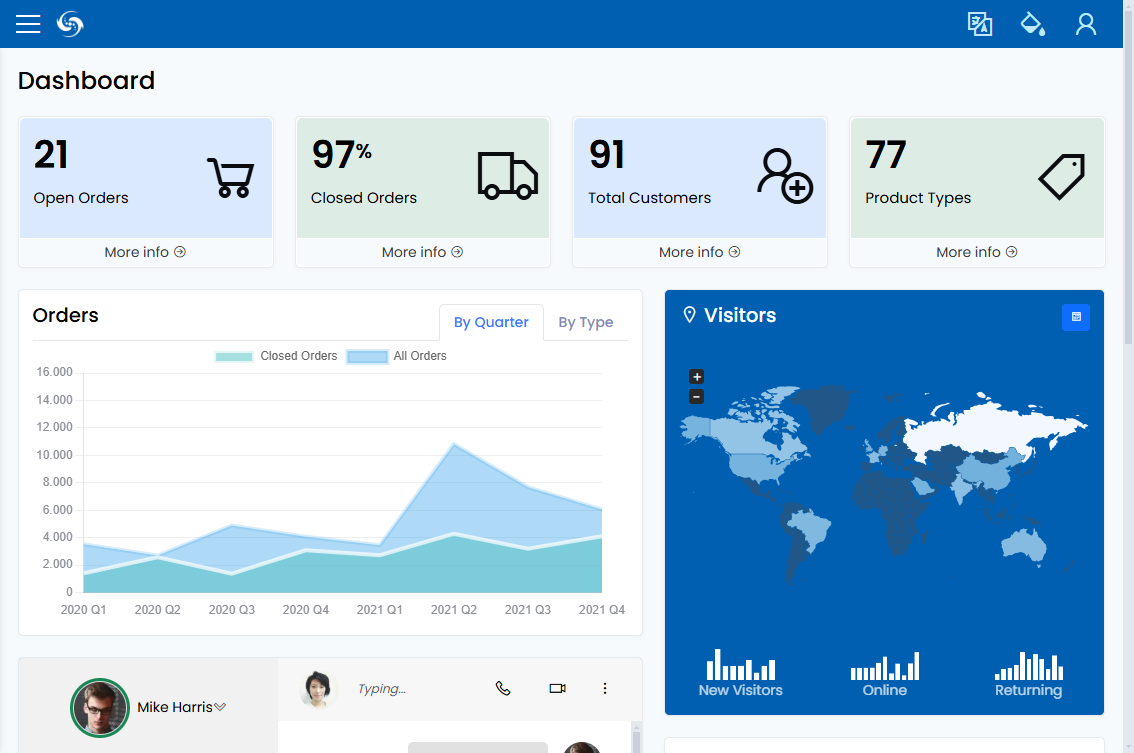 Dashboard
21
Open Orders
More info
97%
Closed Orders
More info
91
Total Customers
More info
77
Product Types
More info
Orders
By Quarter
By Type
Closed Orders
All Orders
16.000
14.000
12.000
10.000
8.000
6.000
4.000
2.000
0
2020 Q1 2020 Q2 2020 Q3 2020 Q4 2021 Q1 2021 Q2 2021 Q3 2021 Q4
Visitors
+
−
New Visitors
Online
Returning
Mike Harris
Typing...